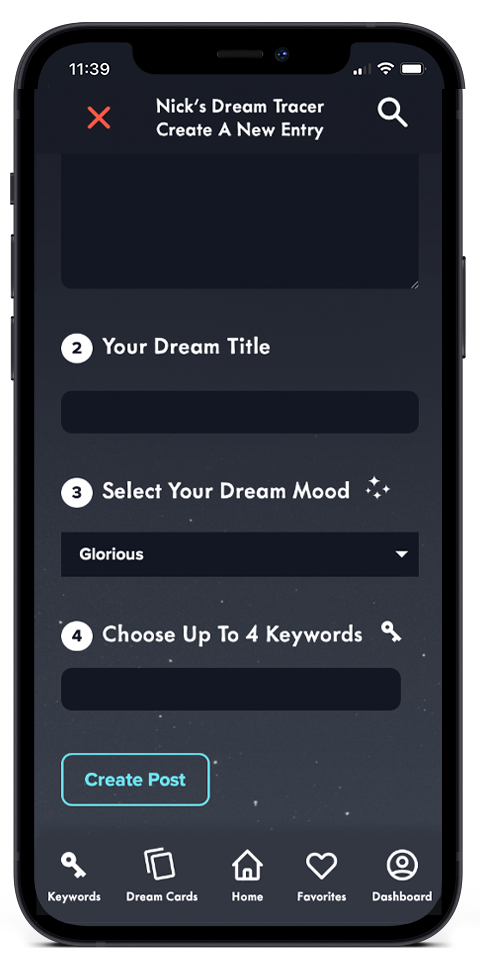 11:39
Nick's Dream Tracer
Create A New Entry
2 Your Dream Title
3 Select Your Dream Mood
Glorious
4 Choose Up To 4 Keywords
Create Post
Keywords Dream Cards Home Favorites Dashboard